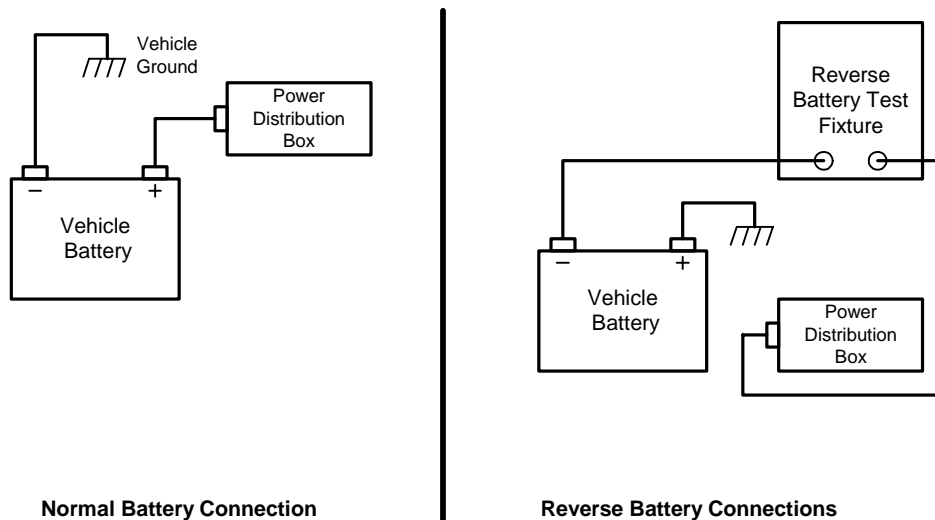 Vehicle
Ground
Power
Distribution
Box
− +
Vehicle
Battery
Normal Battery Connection
Reverse
Battery Test
Fixture
− +
Vehicle
Battery
Power
Distribution
Box
Reverse Battery Connections